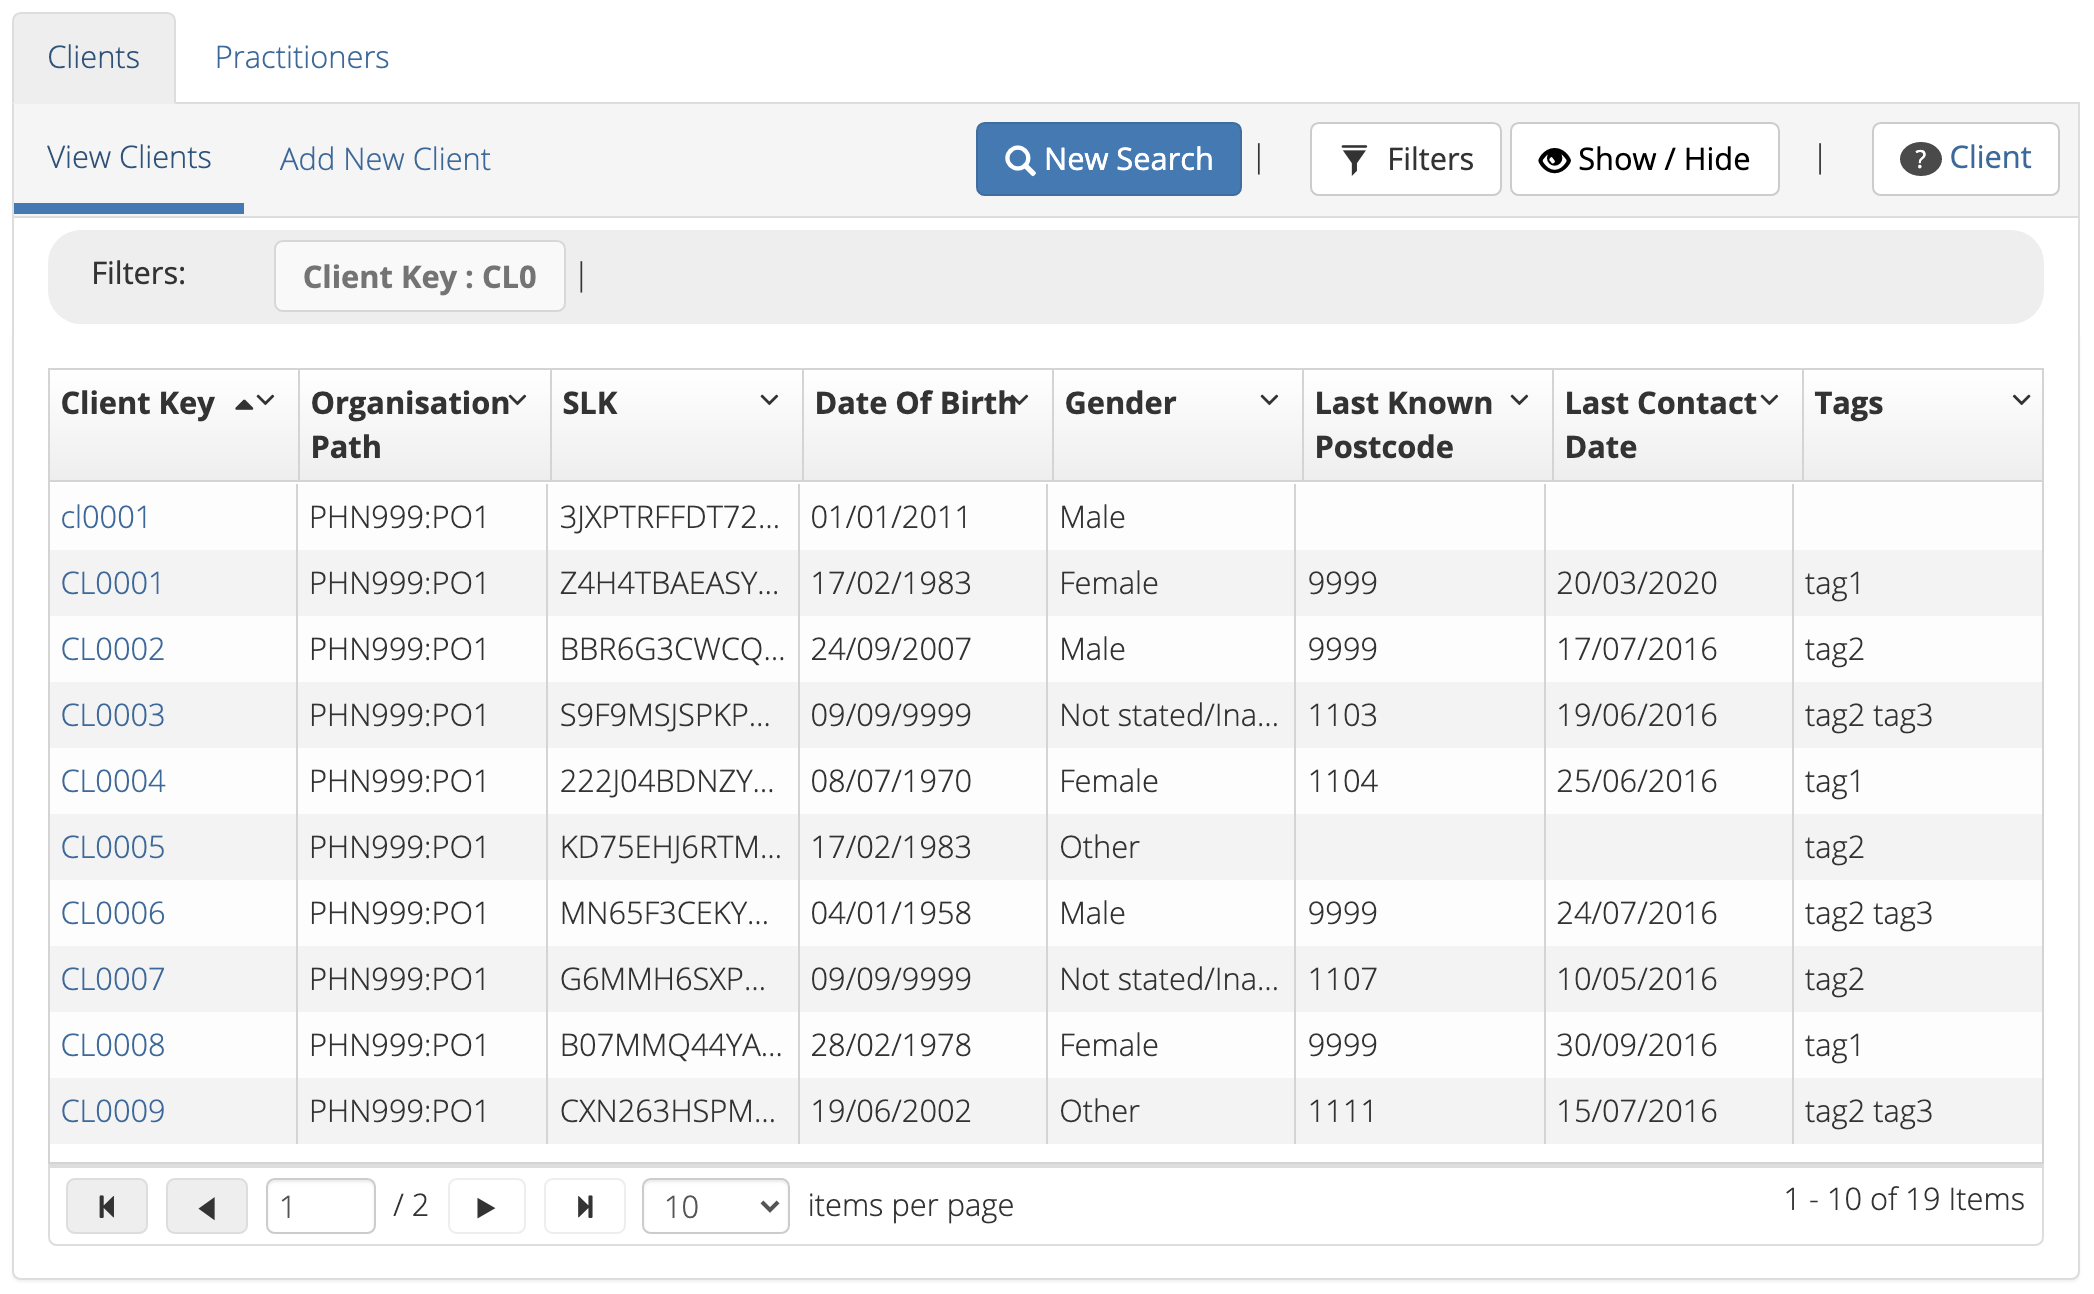 Clients Practitioners
View Clients Add New Client New Search | Filters Show / Hide | ? Client
Filters: Client Key : CL0 |
Client Key Organisation Path SLK Date Of Birth Gender Last Known Postcode Last Contact Date Tags
cl0001 PHN999:PO1 3JXPTRFFDT72... 01/01/2011 Male
CL0001 PHN999:PO1 Z4H4TBAEASY... 17/02/1983 Female 9999 20/03/2020 tag1
CL0002 PHN999:PO1 BBR6G3CWCQ... 24/09/2007 Male 9999 17/07/2016 tag2
CL0003 PHN999:PO1 S9F9MSJSPKP... 09/09/9999 Not stated/Ina... 1103 19/06/2016 tag2 tag3
CL0004 PHN999:PO1 222J04BDNZY... 08/07/1970 Female 1104 25/06/2016 tag1
CL0005 PHN999:PO1 KD75EHJ6RTM... 17/02/1983 Other tag2
CL0006 PHN999:PO1 MN65F3CEKY... 04/01/1958 Male 9999 24/07/2016 tag2 tag3
CL0007 PHN999:PO1 G6MMH6SXP... 09/09/9999 Not stated/Ina... 1107 10/05/2016 tag2
CL0008 PHN999:PO1 B07MMQ44YA... 28/02/1978 Female 9999 30/09/2016 tag1
CL0009 PHN999:PO1 CXN263HSPM... 19/06/2002 Other 1111 15/07/2016 tag2 tag3
1 / 2 10 items per page 1 - 10 of 19 Items